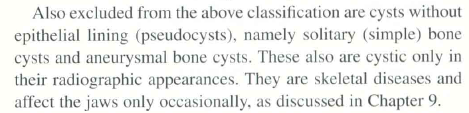 Also excluded from the above classification are cysts without
epithelial lining (pseudocysts), namely solitary (simple) bone
cysts and aneurysmal bone cysts. These also are cystic only in
their radiographic appearances. They are skeletal diseases and
affect the jaws only occasionally, as discussed in Chapter 9.